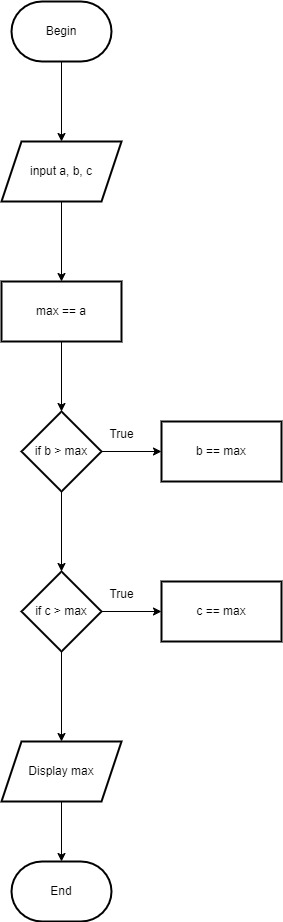 Begin
input a, b, c
max == a
if b > max
True
b == max
if c > max
True
c == max
Display max
End